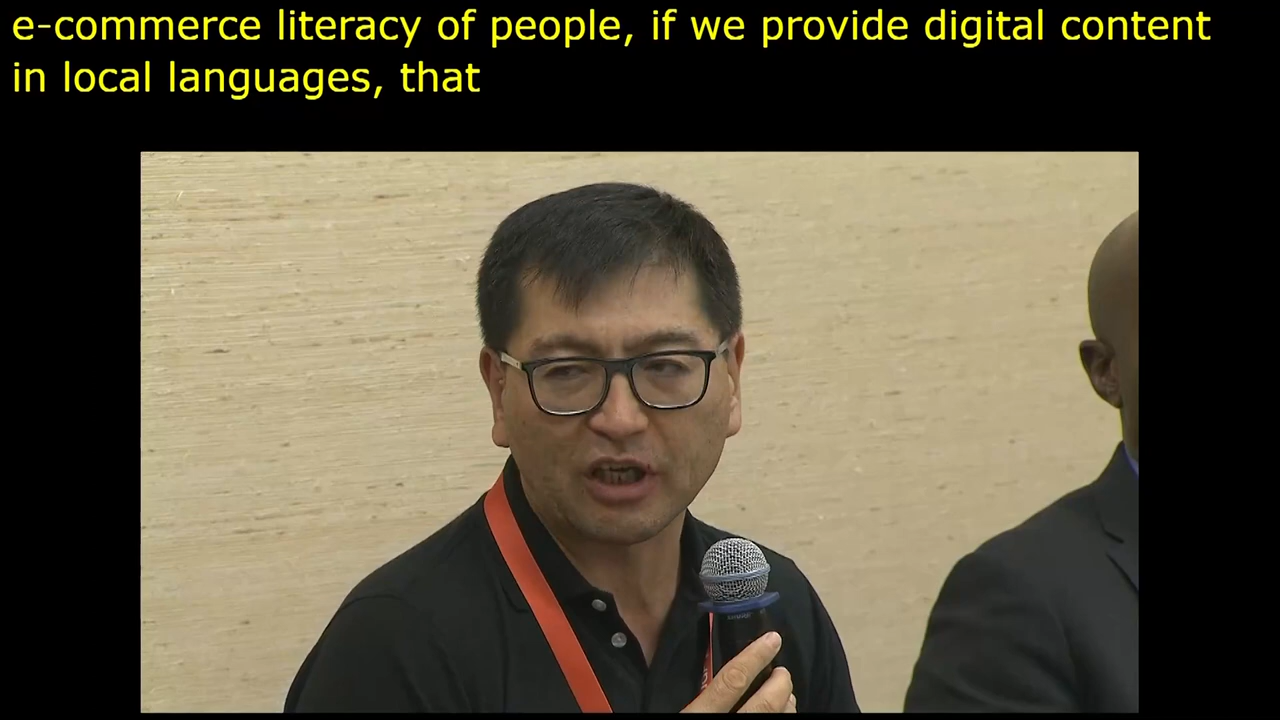 e-commerce literacy of people, if we provide digital content
in local languages, that